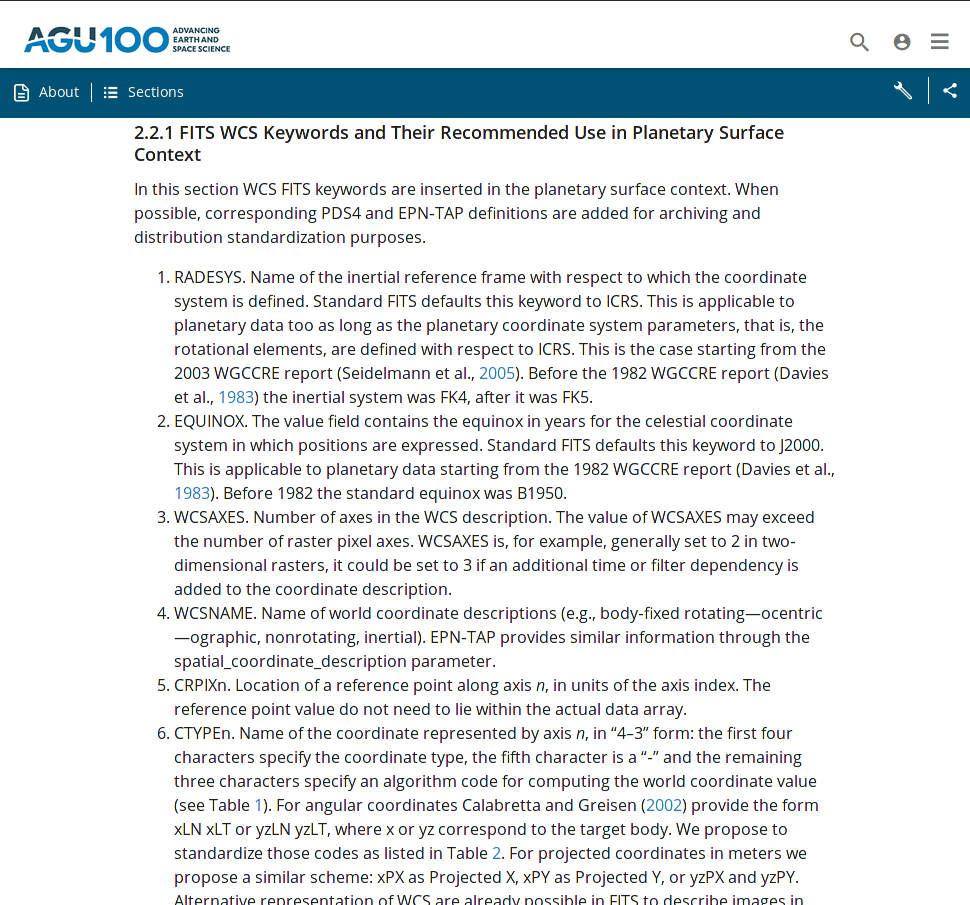 AGU100 ADVANCING
EARTH AND
SPACE SCIENCE
About
Sections
2.2.1 FITS WCS Keywords and Their Recommended Use in Planetary Surface
Context
In this section WCS FITS keywords are inserted in the planetary surface context. When
possible, corresponding PDS4 and EPN-TAP definitions are added for archiving and
distribution standardization purposes.
1. RADESYS. Name of the inertial reference frame with respect to which the coordinate
system is defined. Standard FITS defaults this keyword to ICRS. This is applicable to
planetary data too as long as the planetary coordinate system parameters, that is, the
rotational elements, are defined with respect to ICRS. This is the case starting from the
2003 WGCCRE report (Seidelmann et al., 2005). Before the 1982 WGCCRE report (Davies
et al., 1983) the inertial system was FK4, after it was FK5.
2. EQUINOX. The value field contains the equinox in years for the celestial coordinate
system in which positions are expressed. Standard FITS defaults this keyword to J2000.
This is applicable to planetary data starting from the 1982 WGCCRE report (Davies et al.,
1983). Before 1982 the standard equinox was B1950.
3. WCSAXES. Number of axes in the WCS description. The value of WCSAXES may exceed
the number of raster pixel axes. WCSAXES is, for example, generally set to 2 in two-
dimensional rasters, it could be set to 3 if an additional time or filter dependency is
added to the coordinate description.
4. WCSNAME. Name of world coordinate descriptions (e.g., body-fixed rotating—ocentric
—ographic, nonrotating, inertial). EPN-TAP provides similar information through the
spatial_coordinate_description parameter.
5. CRPIXn. Location of a reference point along axis n, in units of the axis index. The
reference point value do not need to lie within the actual data array.
6. CTYPEn. Name of the coordinate represented by axis n, in “4–3” form: the first four
characters specify the coordinate type, the fifth character is a “-” and the remaining
three characters specify an algorithm code for computing the world coordinate value
(see Table 1). For angular coordinates Calabretta and Greisen (2002) provide the form
xLN xLT or yzLN yzLT, where x or yz correspond to the target body. We propose to
standardize those codes as listed in Table 2. For projected coordinates in meters we
propose a similar scheme: xPX as Projected X, xPY as Projected Y, or yzPX and yzPY.
Alternative representation of WCS are already possible in FITS to describe images in